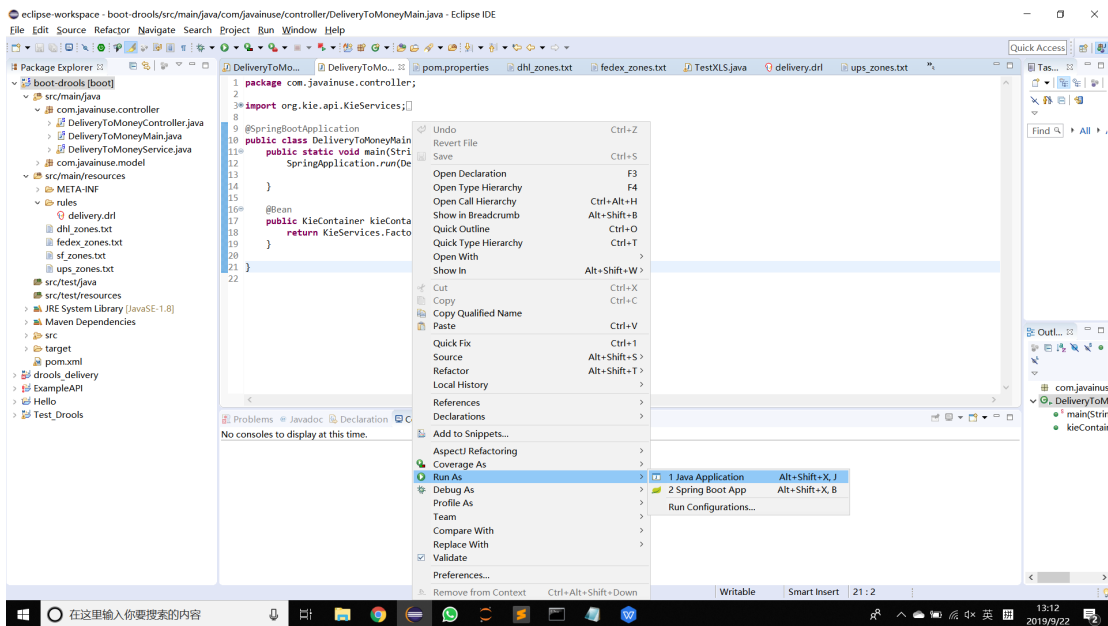 eclipse-workspace - boot-drools/src/main/java/com/javainuse/controller/DeliveryToMoneyMain.java - Eclipse IDE
File Edit Source Refactor Navigate Search Project Run Window Help
Quick Access
Package Explorer
boot-drools [boot]
src/main/java
com.javainuse.controller
DeliveryToMoneyController.java
DeliveryToMoneyMain.java
DeliveryToMoneyService.java
com.javainuse.model
src/main/resources
META-INF
rules
delivery.drl
dhl_zones.txt
fedex_zones.txt
sf_zones.txt
ups_zones.txt
src/test/java
src/test/resources
JRE System Library [JavaSE-1.8]
Maven Dependencies
src
target
pom.xml
drools_delivery
ExampleAPI
Hello
Test_Drools
DeliveryToMo... DeliveryToMo... pom.properties dhl_zones.txt fedex_zones.txt TestXLS.java delivery.drl ups_zones.txt
1 package com.javainuse.controller;
2
3 import org.kie.api.KieServices;
8
9 @SpringBootApplication
10 public class DeliveryToMoneyMain
11 public static void main(Stri
12 SpringApplication.run(De
13
14 }
15
16 @Bean
17 public KieContainer kieConta
18 return KieServices.Facto
19 }
20
21 }
22
Undo Ctrl+Z
Revert File
Save Ctrl+S
Open Declaration F3
Open Type Hierarchy F4
Open Call Hierarchy Ctrl+Alt+H
Show in Breadcrumb Alt+Shift+B
Quick Outline Ctrl+O
Quick Type Hierarchy Ctrl+T
Open With
Show In Alt+Shift+W
Cut Ctrl+X
Copy Ctrl+C
Copy Qualified Name
Paste Ctrl+V
Quick Fix Ctrl+1
Source Alt+Shift+S
Refactor Alt+Shift+T
Local History
References
Declarations
Add to Snippets...
AspectJ Refactoring
Coverage As
Run As
Debug As
Profile As
Team
Compare With
Replace With
Validate
Preferences...
Remove from Context Ctrl+Alt+Shift+Down
1 Java Application Alt+Shift+X, J
2 Spring Boot App Alt+Shift+X, B
Run Configurations...
Problems Javadoc Declaration C
No consoles to display at this time.
Tas...
Find All
Outl...
com.javainus
DeliveryToM
main(Strin
kieContai
Writable Smart Insert 21 : 2
在这里输入你要搜索的内容
英
13:12
2019/9/22
2